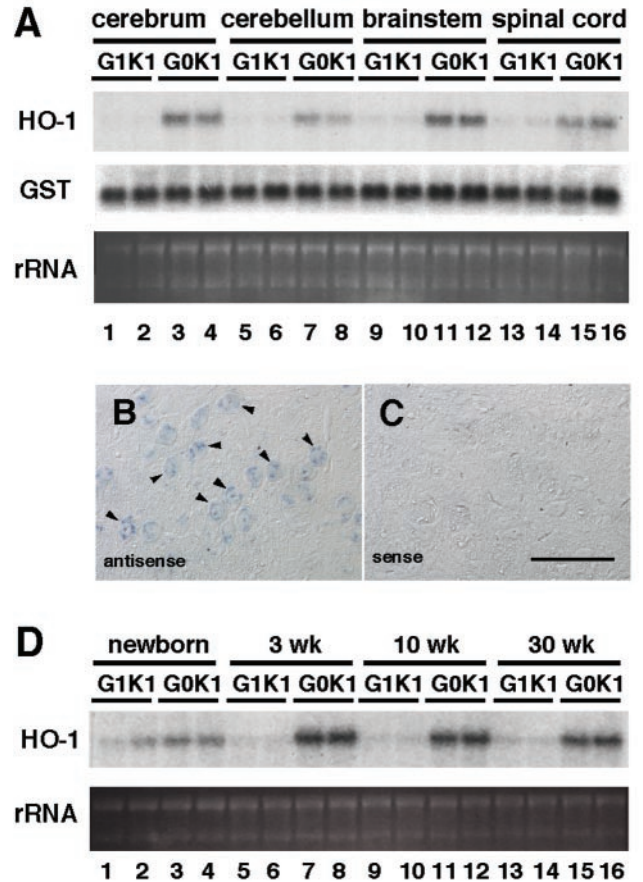 A
cerebrum cerebellum brainstem spinal cord
G1K1 G0K1 G1K1 G0K1 G1K1 G0K1 G1K1 G0K1
HO-1
GST
rRNA
1 2 3 4 5 6 7 8 9 10 11 12 13 14 15 16
B C
antisense sense
D
newborn 3 wk 10 wk 30 wk
G1K1 G0K1 G1K1 G0K1 G1K1 G0K1 G1K1 G0K1
HO-1
rRNA
1 2 3 4 5 6 7 8 9 10 11 12 13 14 15 16